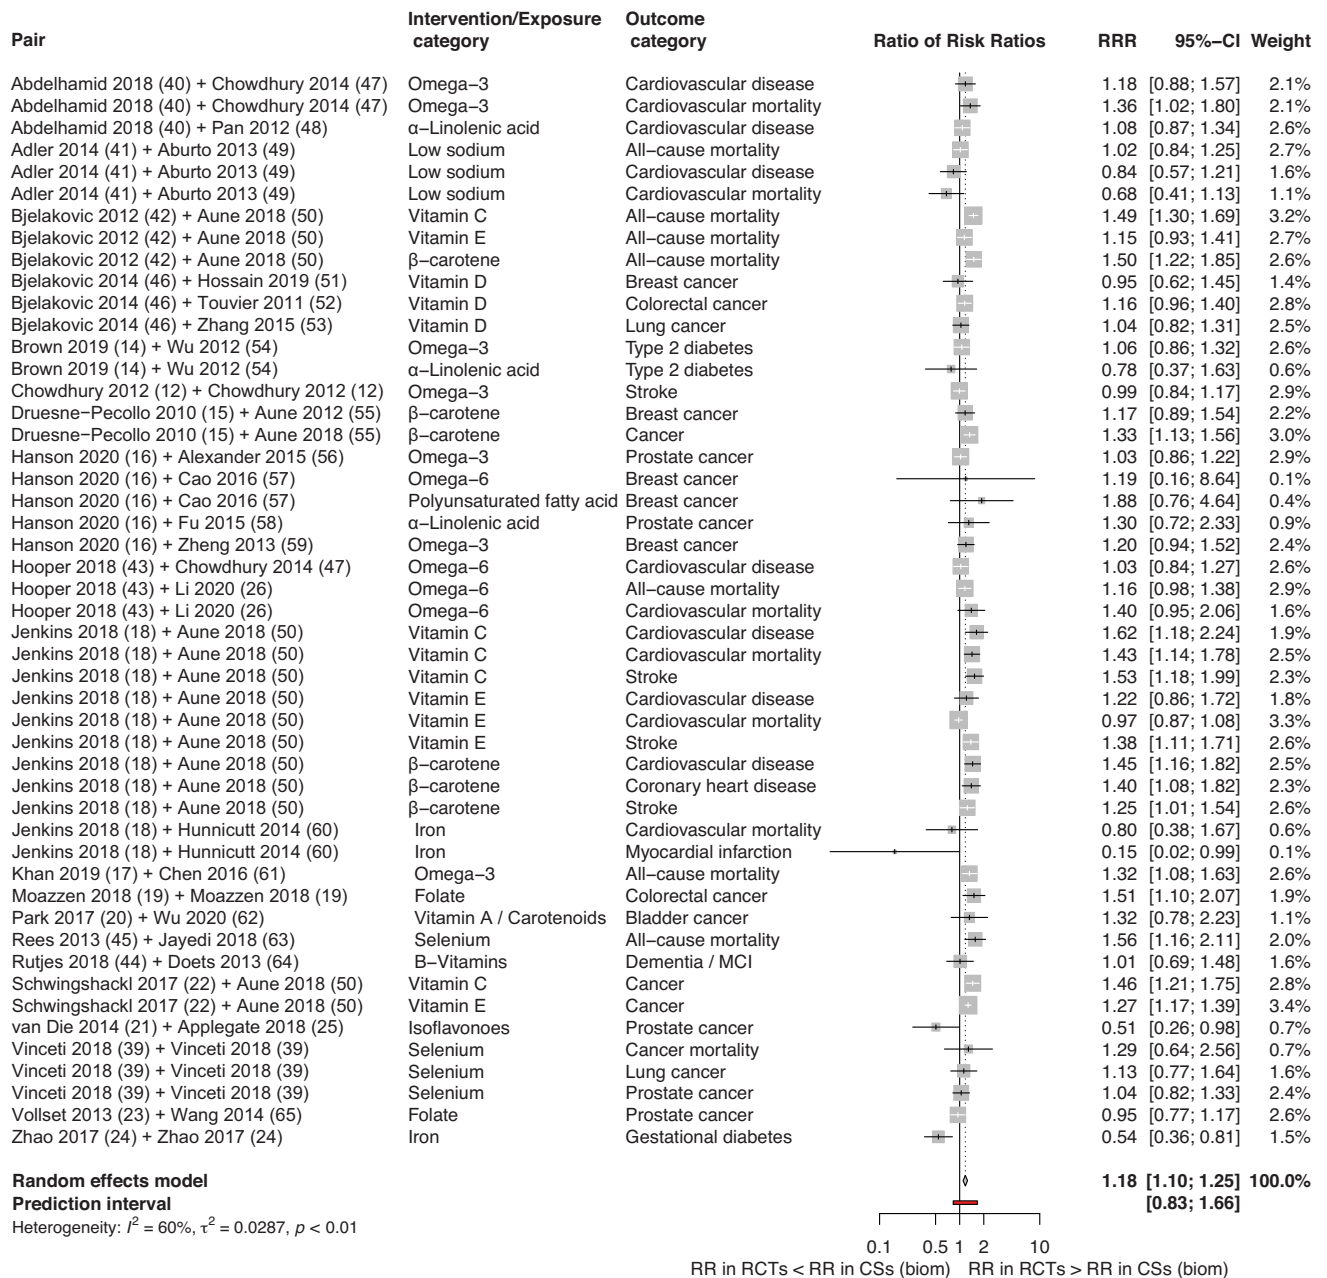 Pair Intervention/Exposure category Outcome category Ratio of Risk Ratios RRR 95%−CI Weight
Abdelhamid 2018 (40) + Chowdhury 2014 (47) Omega−3 Cardiovascular disease 1.18 [0.88; 1.57] 2.1%
Abdelhamid 2018 (40) + Chowdhury 2014 (47) Omega−3 Cardiovascular mortality 1.36 [1.02; 1.80] 2.1%
Abdelhamid 2018 (40) + Pan 2012 (48) α−Linolenic acid Cardiovascular disease 1.08 [0.87; 1.34] 2.6%
Adler 2014 (41) + Aburto 2013 (49) Low sodium All−cause mortality 1.02 [0.84; 1.25] 2.7%
Adler 2014 (41) + Aburto 2013 (49) Low sodium Cardiovascular disease 0.84 [0.57; 1.21] 1.6%
Adler 2014 (41) + Aburto 2013 (49) Low sodium Cardiovascular mortality 0.68 [0.41; 1.13] 1.1%
Bjelakovic 2012 (42) + Aune 2018 (50) Vitamin C All−cause mortality 1.49 [1.30; 1.69] 3.2%
Bjelakovic 2012 (42) + Aune 2018 (50) Vitamin E All−cause mortality 1.15 [0.93; 1.41] 2.7%
Bjelakovic 2012 (42) + Aune 2018 (50) β−carotene All−cause mortality 1.50 [1.22; 1.85] 2.6%
Bjelakovic 2014 (46) + Hossain 2019 (51) Vitamin D Breast cancer 0.95 [0.62; 1.45] 1.4%
Bjelakovic 2014 (46) + Touvier 2011 (52) Vitamin D Colorectal cancer 1.16 [0.96; 1.40] 2.8%
Bjelakovic 2014 (46) + Zhang 2015 (53) Vitamin D Lung cancer 1.04 [0.82; 1.31] 2.5%
Brown 2019 (14) + Wu 2012 (54) Omega−3 Type 2 diabetes 1.06 [0.86; 1.32] 2.6%
Brown 2019 (14) + Wu 2012 (54) α−Linolenic acid Type 2 diabetes 0.78 [0.37; 1.63] 0.6%
Chowdhury 2012 (12) + Chowdhury 2012 (12) Omega−3 Stroke 0.99 [0.84; 1.17] 2.9%
Druesne−Pecollo 2010 (15) + Aune 2012 (55) β−carotene Breast cancer 1.17 [0.89; 1.54] 2.2%
Druesne−Pecollo 2010 (15) + Aune 2018 (55) β−carotene Cancer 1.33 [1.13; 1.56] 3.0%
Hanson 2020 (16) + Alexander 2015 (56) Omega−3 Prostate cancer 1.03 [0.86; 1.22] 2.9%
Hanson 2020 (16) + Cao 2016 (57) Omega−6 Breast cancer 1.19 [0.16; 8.64] 0.1%
Hanson 2020 (16) + Cao 2016 (57) Polyunsaturated fatty acid Breast cancer 1.88 [0.76; 4.64] 0.4%
Hanson 2020 (16) + Fu 2015 (58) α−Linolenic acid Prostate cancer 1.30 [0.72; 2.33] 0.9%
Hanson 2020 (16) + Zheng 2013 (59) Omega−3 Breast cancer 1.20 [0.94; 1.52] 2.4%
Hooper 2018 (43) + Chowdhury 2014 (47) Omega−6 Cardiovascular disease 1.03 [0.84; 1.27] 2.6%
Hooper 2018 (43) + Li 2020 (26) Omega−6 All−cause mortality 1.16 [0.98; 1.38] 2.9%
Hooper 2018 (43) + Li 2020 (26) Omega−6 Cardiovascular mortality 1.40 [0.95; 2.06] 1.6%
Jenkins 2018 (18) + Aune 2018 (50) Vitamin C Cardiovascular disease 1.62 [1.18; 2.24] 1.9%
Jenkins 2018 (18) + Aune 2018 (50) Vitamin C Cardiovascular mortality 1.43 [1.14; 1.78] 2.5%
Jenkins 2018 (18) + Aune 2018 (50) Vitamin C Stroke 1.53 [1.18; 1.99] 2.3%
Jenkins 2018 (18) + Aune 2018 (50) Vitamin E Cardiovascular disease 1.22 [0.86; 1.72] 1.8%
Jenkins 2018 (18) + Aune 2018 (50) Vitamin E Cardiovascular mortality 0.97 [0.87; 1.08] 3.3%
Jenkins 2018 (18) + Aune 2018 (50) Vitamin E Stroke 1.38 [1.11; 1.71] 2.6%
Jenkins 2018 (18) + Aune 2018 (50) β−carotene Cardiovascular disease 1.45 [1.16; 1.82] 2.5%
Jenkins 2018 (18) + Aune 2018 (50) β−carotene Coronary heart disease 1.40 [1.08; 1.82] 2.3%
Jenkins 2018 (18) + Aune 2018 (50) β−carotene Stroke 1.25 [1.01; 1.54] 2.6%
Jenkins 2018 (18) + Hunnicutt 2014 (60) Iron Cardiovascular mortality 0.80 [0.38; 1.67] 0.6%
Jenkins 2018 (18) + Hunnicutt 2014 (60) Iron Myocardial infarction 0.15 [0.02; 0.99] 0.1%
Khan 2019 (17) + Chen 2016 (61) Omega−3 All−cause mortality 1.32 [1.08; 1.63] 2.6%
Moazzen 2018 (19) + Moazzen 2018 (19) Folate Colorectal cancer 1.51 [1.10; 2.07] 1.9%
Park 2017 (20) + Wu 2020 (62) Vitamin A / Carotenoids Bladder cancer 1.32 [0.78; 2.23] 1.1%
Rees 2013 (45) + Jayedi 2018 (63) Selenium All−cause mortality 1.56 [1.16; 2.11] 2.0%
Rutjes 2018 (44) + Doets 2013 (64) B−Vitamins Dementia / MCI 1.01 [0.69; 1.48] 1.6%
Schwingshackl 2017 (22) + Aune 2018 (50) Vitamin C Cancer 1.46 [1.21; 1.75] 2.8%
Schwingshackl 2017 (22) + Aune 2018 (50) Vitamin E Cancer 1.27 [1.17; 1.39] 3.4%
van Die 2014 (21) + Applegate 2018 (25) Isoflavonoes Prostate cancer 0.51 [0.26; 0.98] 0.7%
Vinceti 2018 (39) + Vinceti 2018 (39) Selenium Cancer mortality 1.29 [0.64; 2.56] 0.7%
Vinceti 2018 (39) + Vinceti 2018 (39) Selenium Lung cancer 1.13 [0.77; 1.64] 1.6%
Vinceti 2018 (39) + Vinceti 2018 (39) Selenium Prostate cancer 1.04 [0.82; 1.33] 2.4%
Vollset 2013 (23) + Wang 2014 (65) Folate Prostate cancer 0.95 [0.77; 1.17] 2.6%
Zhao 2017 (24) + Zhao 2017 (24) Iron Gestational diabetes 0.54 [0.36; 0.81] 1.5%
Random effects model 1.18 [1.10; 1.25] 100.0%
Prediction interval [0.83; 1.66]
Heterogeneity: I² = 60%, τ² = 0.0287, p < 0.01
0.1 0.5 1 2 10
RR in RCTs < RR in CSs (biom) RR in RCTs > RR in CSs (biom)